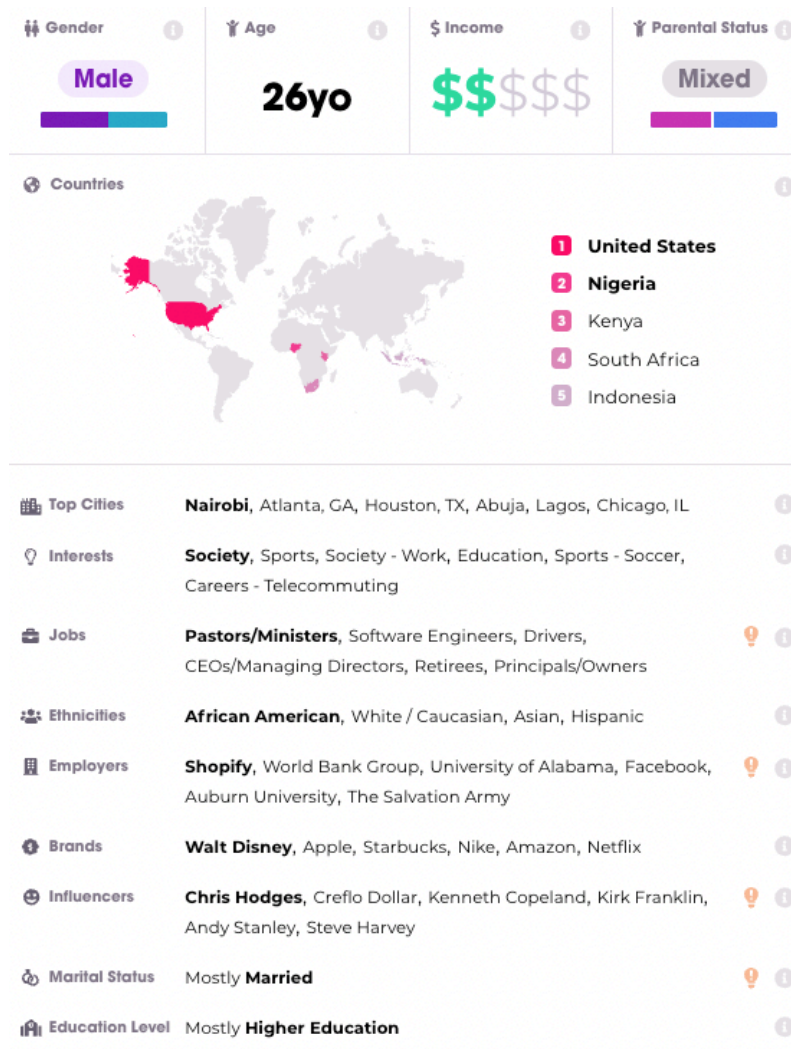 Gender
Age
$ Income
Parental Status
Male
26yo
$$$$$
Mixed
Countries
1 United States
2 Nigeria
3 Kenya
4 South Africa
5 Indonesia
Top Cities Nairobi, Atlanta, GA, Houston, TX, Abuja, Lagos, Chicago, IL
Interests Society, Sports, Society - Work, Education, Sports - Soccer,
Careers - Telecommuting
Jobs Pastors/Ministers, Software Engineers, Drivers,
CEOs/Managing Directors, Retirees, Principals/Owners
Ethnicities African American, White / Caucasian, Asian, Hispanic
Employers Shopify, World Bank Group, University of Alabama, Facebook,
Auburn University, The Salvation Army
Brands Walt Disney, Apple, Starbucks, Nike, Amazon, Netflix
Influencers Chris Hodges, Creflo Dollar, Kenneth Copeland, Kirk Franklin,
Andy Stanley, Steve Harvey
Marital Status Mostly Married
Education Level Mostly Higher Education